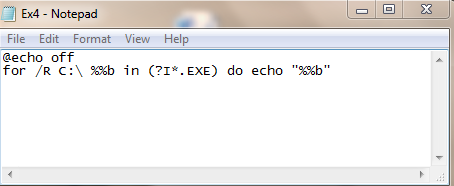 Ex4 - Notepad
File Edit Format View Help
@echo off
for /R C:\ %%b in (?I*.EXE) do echo "%%b"